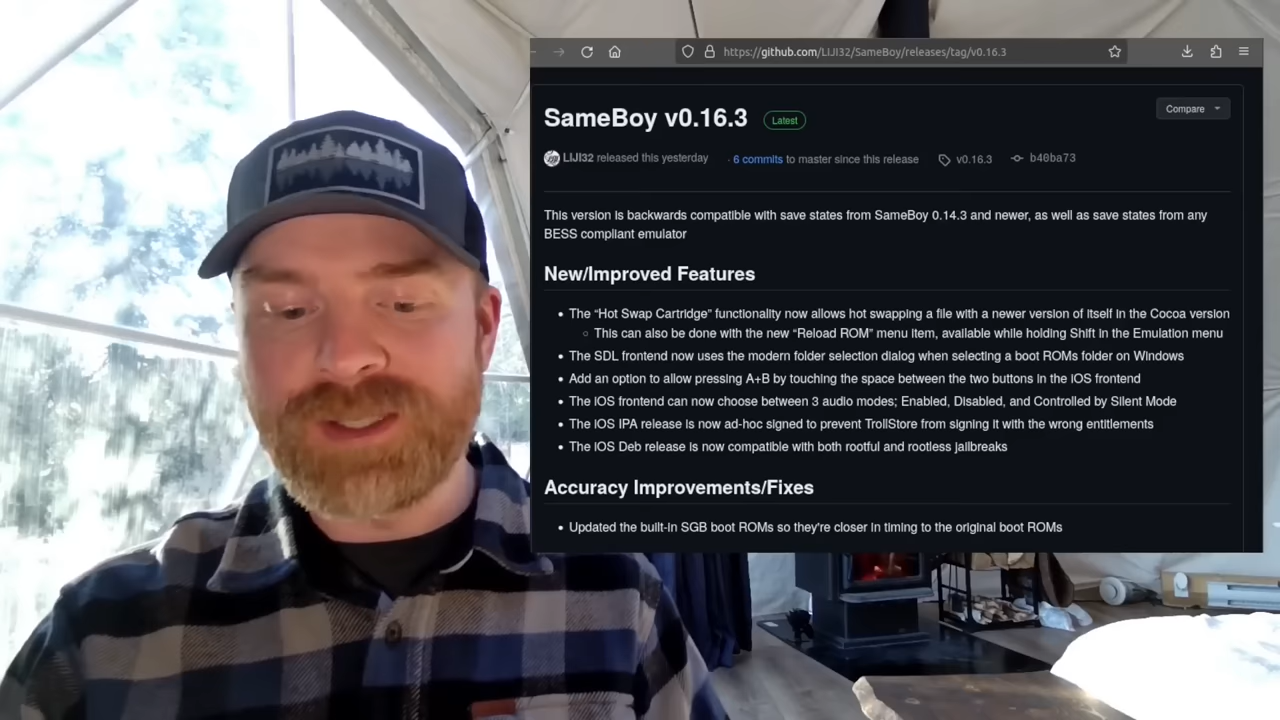 https://github.com/LIJI32/SameBoy/releases/tag/v0.16.3
SameBoy v0.16.3
Latest
Compare
LIJI32 released this yesterday
· 6 commits to master since this release
v0.16.3
b40ba73
This version is backwards compatible with save states from SameBoy 0.14.3 and newer, as well as save states from any
BESS compliant emulator
New/Improved Features
• The “Hot Swap Cartridge” functionality now allows hot swapping a file with a newer version of itself in the Cocoa version
◦ This can also be done with the new “Reload ROM” menu item, available while holding Shift in the Emulation menu
• The SDL frontend now uses the modern folder selection dialog when selecting a boot ROMs folder on Windows
• Add an option to allow pressing A+B by touching the space between the two buttons in the iOS frontend
• The iOS frontend can now choose between 3 audio modes; Enabled, Disabled, and Controlled by Silent Mode
• The iOS IPA release is now ad-hoc signed to prevent TrollStore from signing it with the wrong entitlements
• The iOS Deb release is now compatible with both rootful and rootless jailbreaks
Accuracy Improvements/Fixes
• Updated the built-in SGB boot ROMs so they're closer in timing to the original boot ROMs